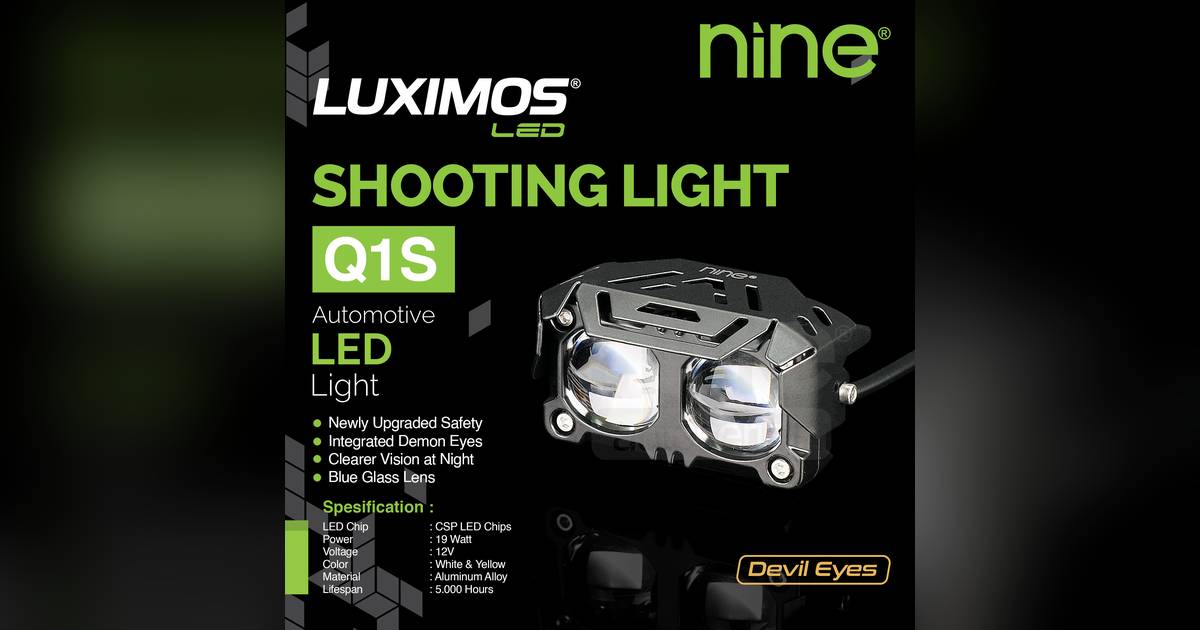 nine®
LUXIMOS®
LED
SHOOTING LIGHT
Q1S
Automotive
LED
Light
nine®
Newly Upgraded Safety
Integrated Demon Eyes
Clearer Vision at Night
Blue Glass Lens
Spesification :
LED Chip : CSP LED Chips
Power : 19 Watt
Voltage : 12V
Color : White & Yellow
Material : Aluminum Alloy
Lifespan : 5.000 Hours
Devil Eyes